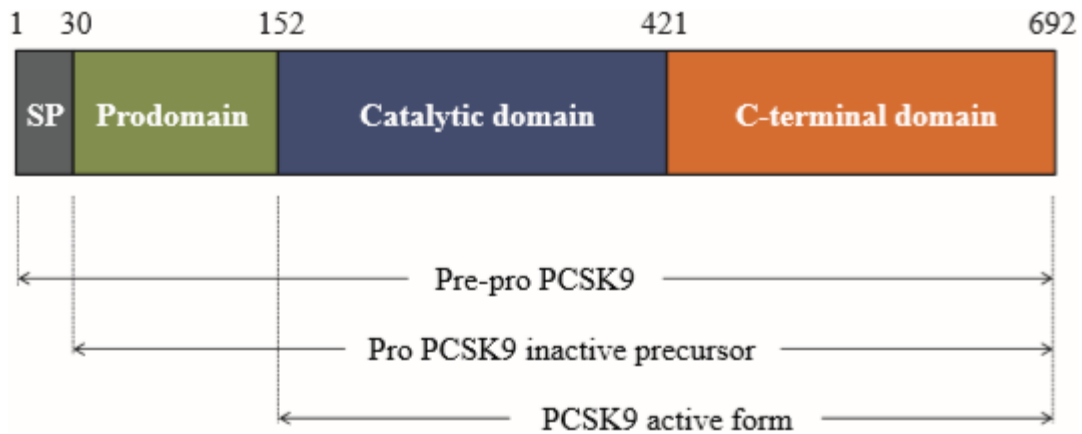 1 30 152 421 692
SP Prodomain Catalytic domain C-terminal domain
Pre-pro PCSK9
Pro PCSK9 inactive precursor
PCSK9 active form